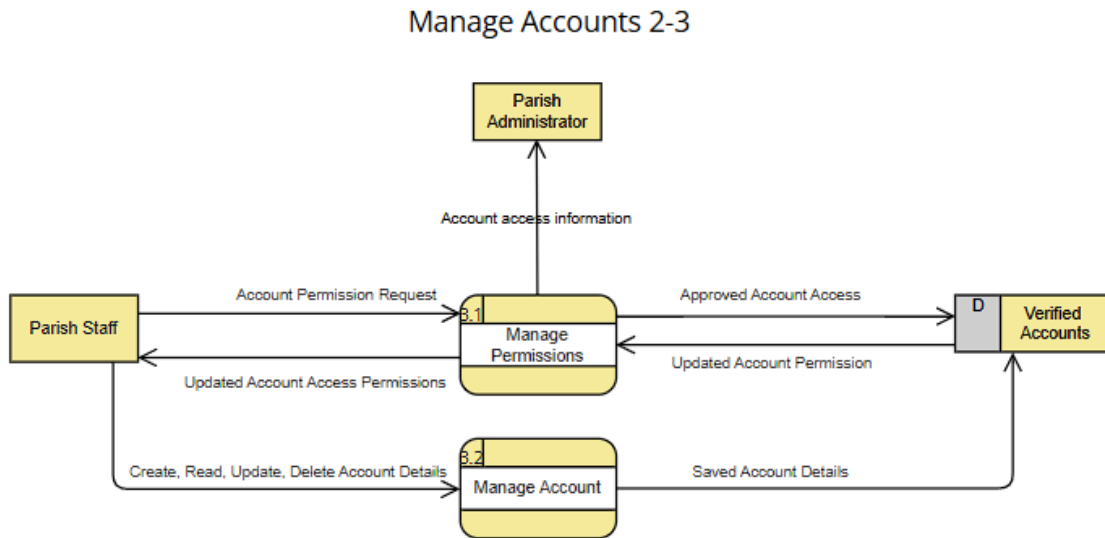 Manage Accounts 2-3
Parish
Administrator
Account access information
Account Permission Request
Approved Account Access
Parish Staff
3.1
Manage
Permissions
D
Verified
Accounts
Updated Account Access Permissions
Updated Account Permission
3.2
Create, Read, Update, Delete Account Details
Manage Account
Saved Account Details